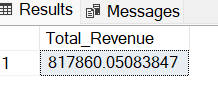 Results Messages
Total_Revenue
1 817860.05083847